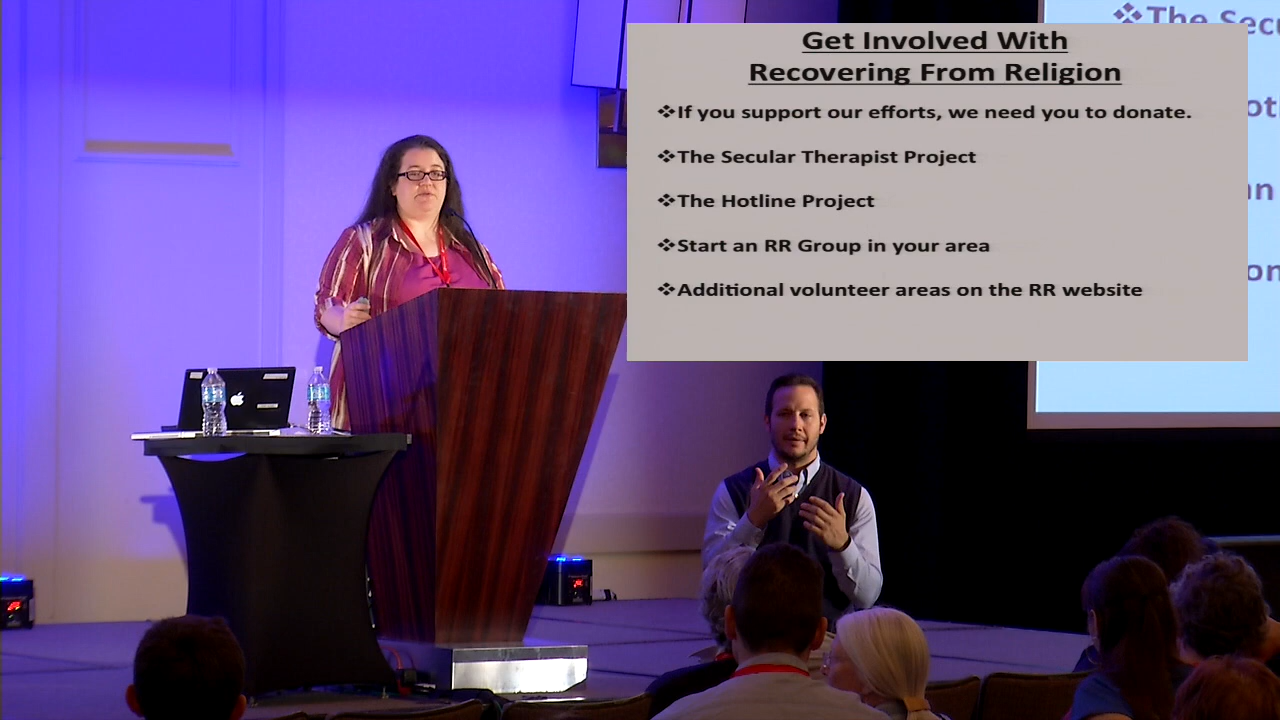 Get Involved With
Recovering From Religion
❖If you support our efforts, we need you to donate.
❖The Secular Therapist Project
❖The Hotline Project
❖Start an RR Group in your area
❖Additional volunteer areas on the RR website
❖The